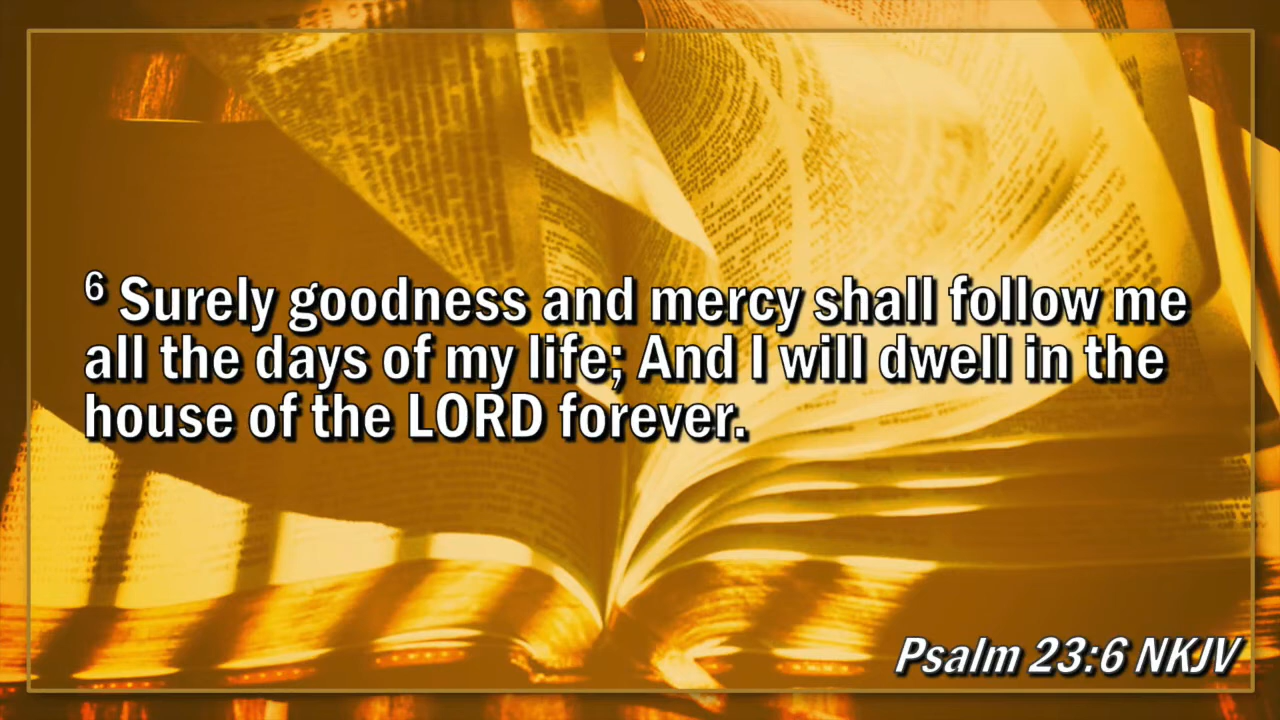 6 Surely goodness and mercy shall follow me
all the days of my life; And I will dwell in the
house of the LORD forever.
Psalm 23:6 NKJV